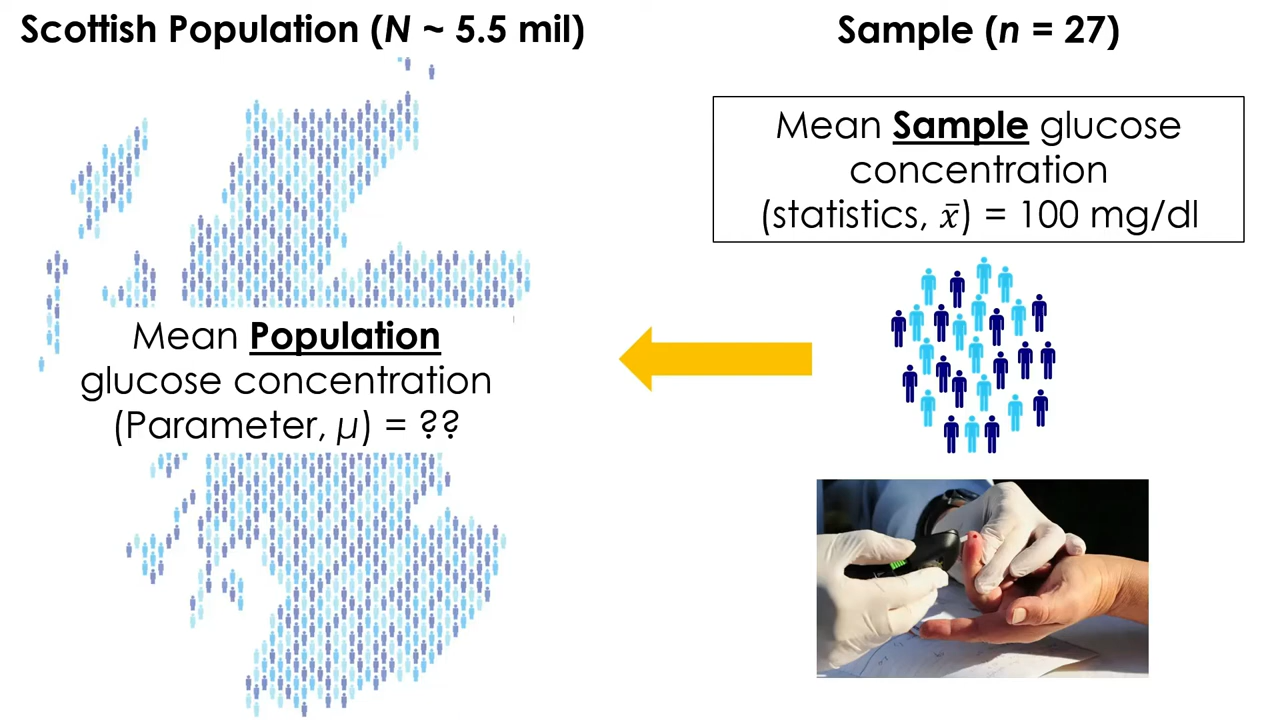 Scottish Population (N ~ 5.5 mil)
Mean Population
glucose concentration
(Parameter, µ) = ??
Sample (n = 27)
Mean Sample glucose
concentration
(statistics, x̄) = 100 mg/dl